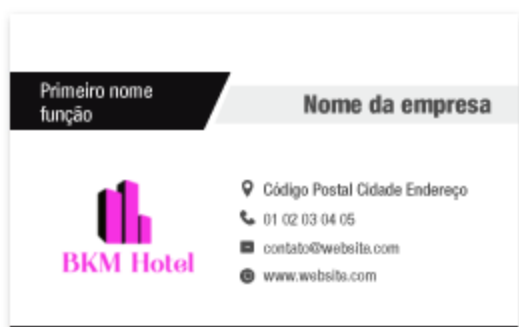 Primeiro nome
função
Nome da empresa
BKM Hotel
Código Postal Cidade Endereço
01 02 03 04 05
contato@website.com
www.website.com